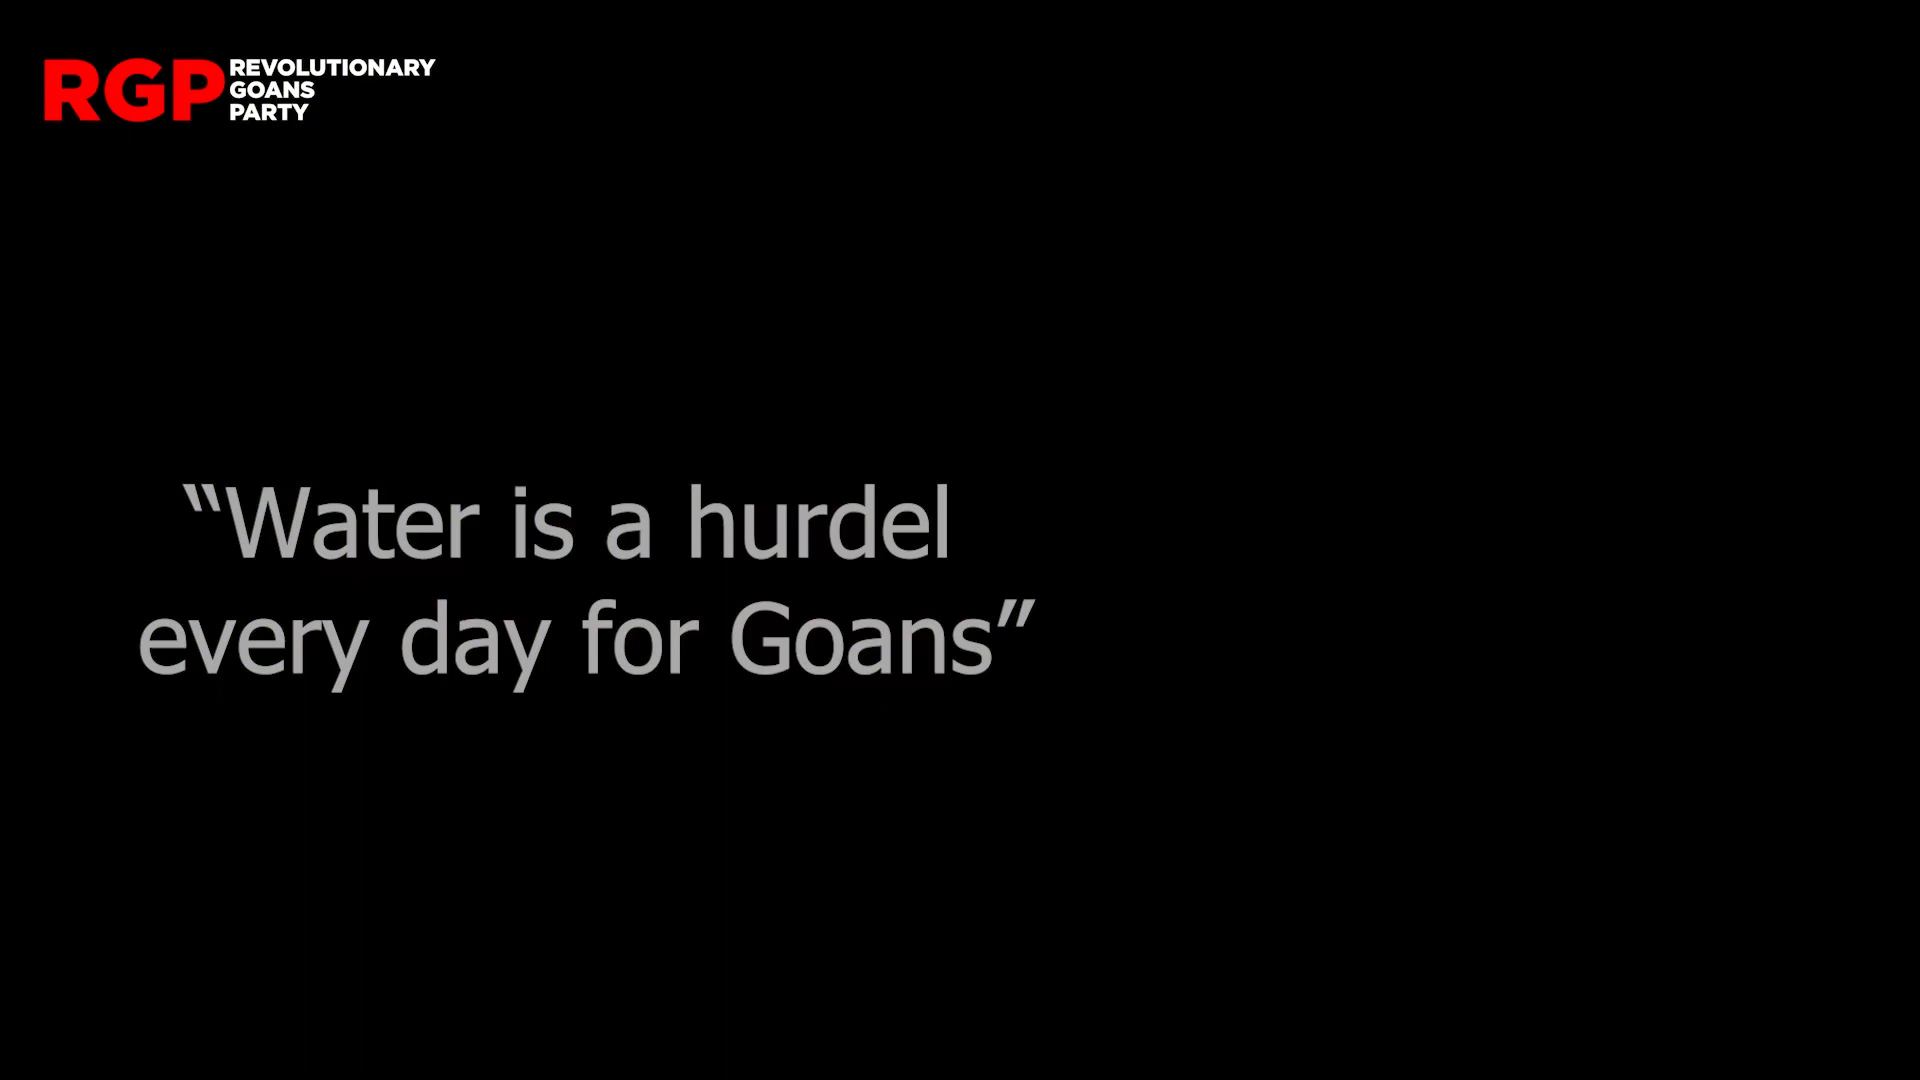 RGP REVOLUTIONARY
GOANS
PARTY
“Water is a hurdel
every day for Goans”